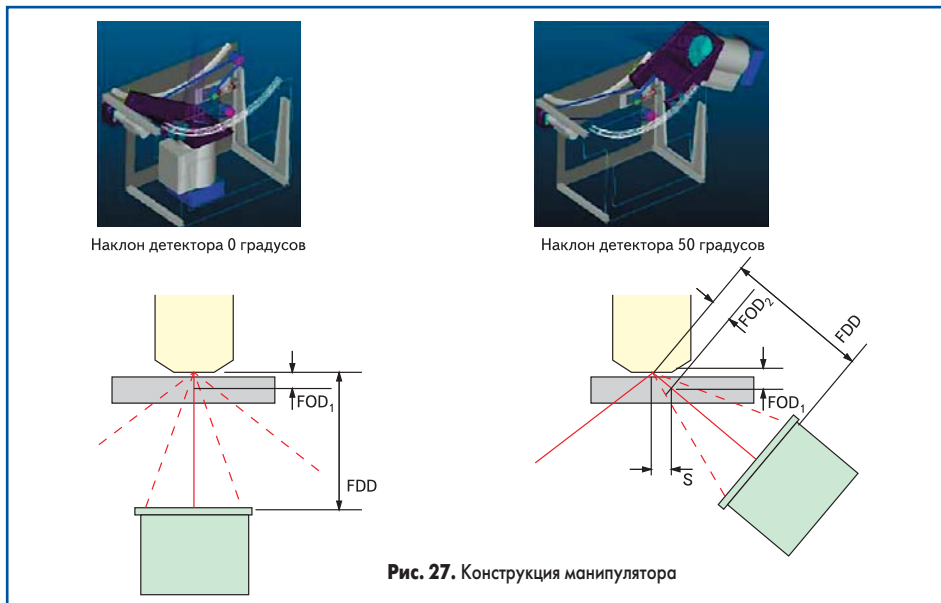 Наклон детектора 0 градусов
Наклон детектора 50 градусов
FOD₁
FDD
FOD₂
FDD
FOD₁
S
Рис. 27. Конструкция манипулятора